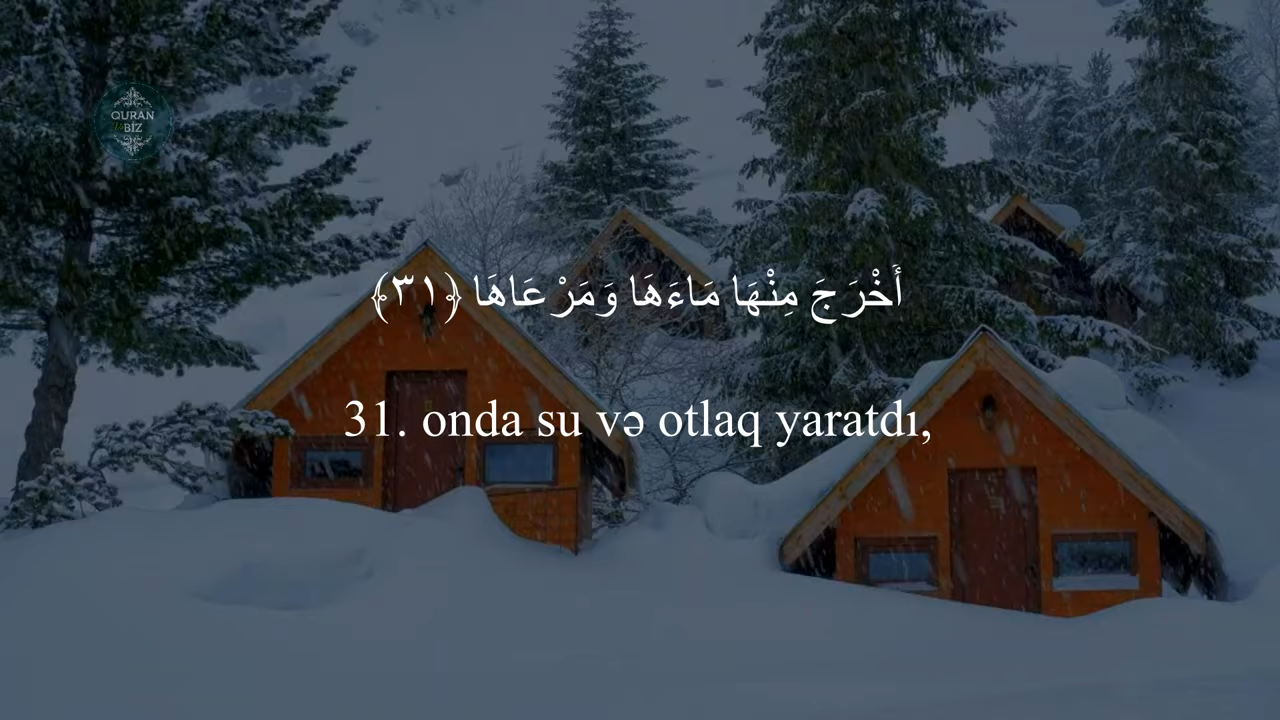 QURAN
BİZ
أَخْرَجَ مِنْهَا مَاءَهَا وَمَرْعَاهَا ﴿٣١﴾
31. onda su və otlaq yaratdı,